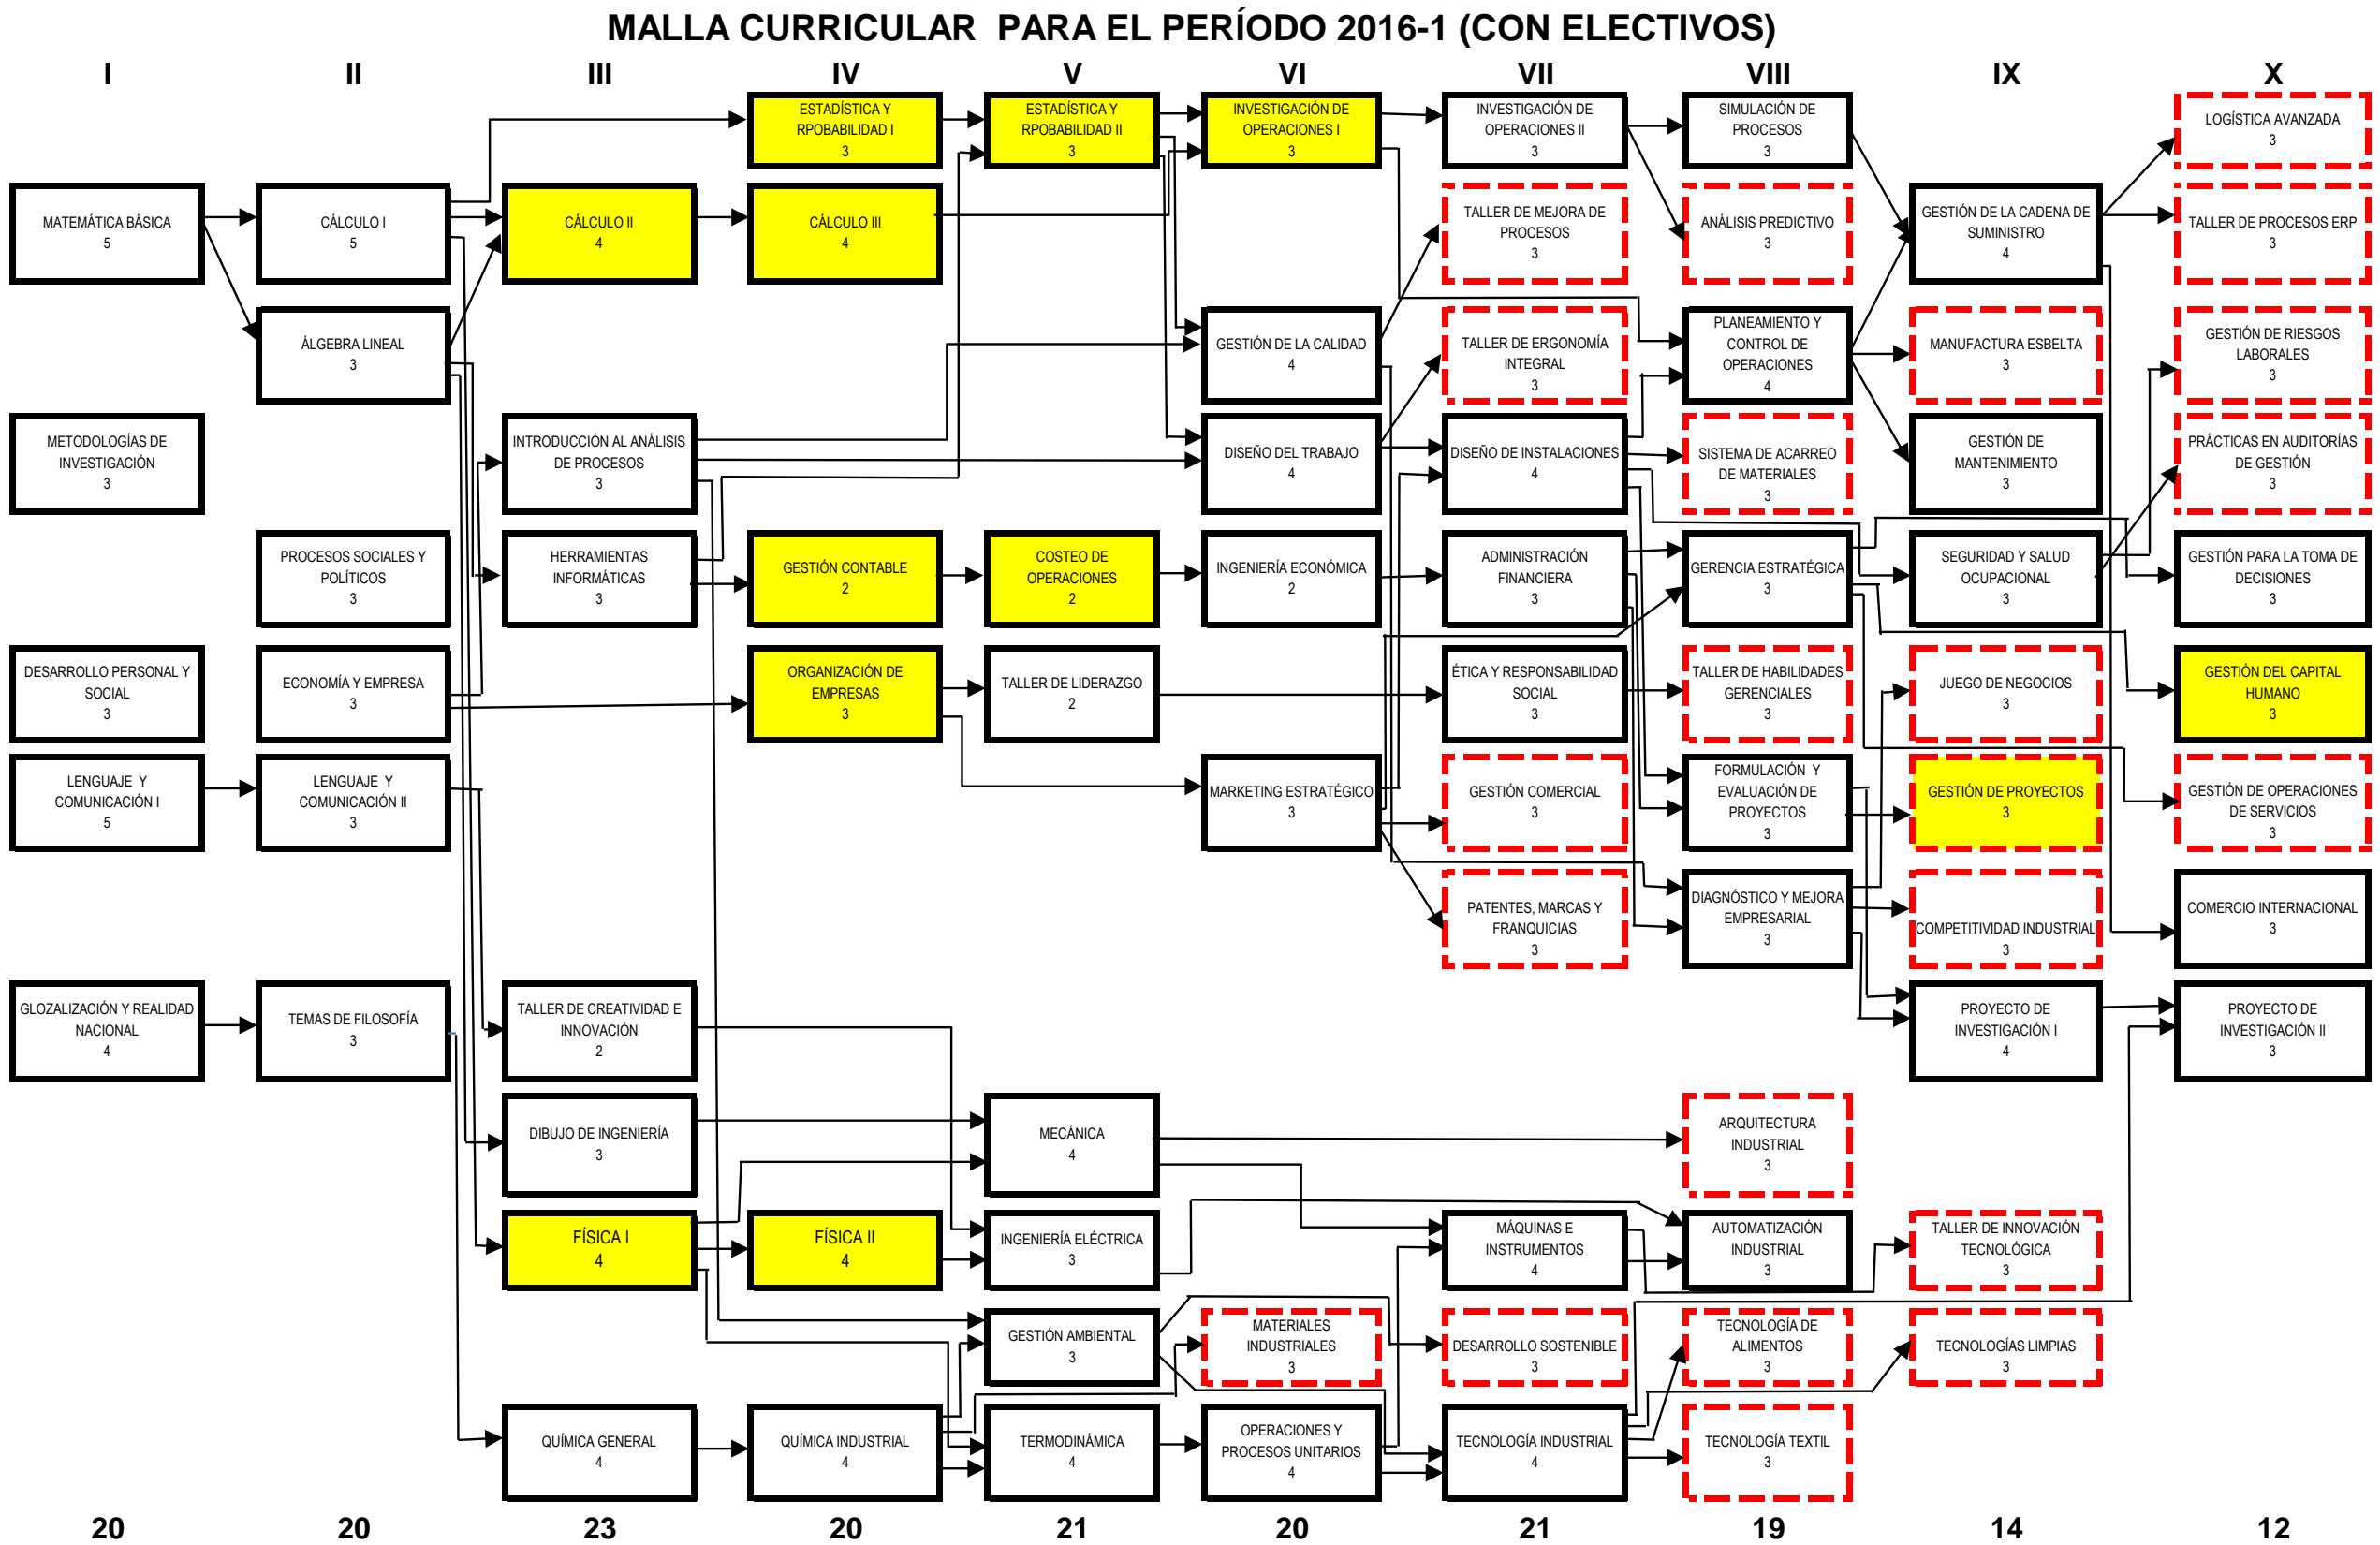 MALLA CURRICULAR  PARA EL PERÍODO 2016-1 (CON ELECTIVOS)
I
II
III
IV
V
VI
VII
VIII
IX
X
MATEMÁTICA BÁSICA
5
METODOLOGÍAS DE
INVESTIGACIÓN
3
DESARROLLO PERSONAL Y
SOCIAL
3
LENGUAJE  Y
COMUNICACIÓN I
5
GLOZALIZACIÓN Y REALIDAD
NACIONAL
4
20
CÁLCULO I
5
ÁLGEBRA LINEAL
3
PROCESOS SOCIALES Y
POLÍTICOS
3
ECONOMÍA Y EMPRESA
3
LENGUAJE  Y
COMUNICACIÓN II
3
TEMAS DE FILOSOFÍA
3
20
CÁLCULO II
4
INTRODUCCIÓN AL ANÁLISIS
DE PROCESOS
3
HERRAMIENTAS
INFORMÁTICAS
3
TALLER DE CREATIVIDAD E
INNOVACIÓN
2
DIBUJO DE INGENIERÍA
3
FÍSICA I
4
QUÍMICA GENERAL
4
23
ESTADÍSTICA Y
RPOBABILIDAD I
3
CÁLCULO III
4
GESTIÓN CONTABLE
2
ORGANIZACIÓN DE
EMPRESAS
3
FÍSICA II
4
QUÍMICA INDUSTRIAL
4
20
ESTADÍSTICA Y
RPOBABILIDAD II
3
COSTEO DE
OPERACIONES
2
TALLER DE LIDERAZGO
2
MECÁNICA
4
INGENIERÍA ELÉCTRICA
3
GESTIÓN AMBIENTAL
3
TERMODINÁMICA
4
21
INVESTIGACIÓN DE
OPERACIONES I
3
GESTIÓN DE LA CALIDAD
4
DISEÑO DEL TRABAJO
4
INGENIERÍA ECONÓMICA
2
MARKETING ESTRATÉGICO
3
MATERIALES
INDUSTRIALES
3
OPERACIONES Y
PROCESOS UNITARIOS
4
20
INVESTIGACIÓN DE
OPERACIONES II
3
TALLER DE MEJORA DE
PROCESOS
3
TALLER DE ERGONOMÍA
INTEGRAL
3
DISEÑO DE INSTALACIONES
4
ADMINISTRACIÓN
FINANCIERA
3
ÉTICA Y RESPONSABILIDAD
SOCIAL
3
GESTIÓN COMERCIAL
3
PATENTES, MARCAS Y
FRANQUICIAS
3
MÁQUINAS E
INSTRUMENTOS
4
DESARROLLO SOSTENIBLE
3
TECNOLOGÍA INDUSTRIAL
4
21
SIMULACIÓN DE
PROCESOS
3
ANÁLISIS PREDICTIVO
3
PLANEAMIENTO Y
CONTROL DE
OPERACIONES
4
SISTEMA DE ACARREO
DE MATERIALES
3
GERENCIA ESTRATÉGICA
3
TALLER DE HABILIDADES
GERENCIALES
3
FORMULACIÓN  Y
EVALUACIÓN DE
PROYECTOS
3
DIAGNÓSTICO Y MEJORA
EMPRESARIAL
3
ARQUITECTURA
INDUSTRIAL
3
AUTOMATIZACIÓN
INDUSTRIAL
3
TECNOLOGÍA DE
ALIMENTOS
3
TECNOLOGÍA TEXTIL
3
19
GESTIÓN DE LA CADENA DE
SUMINISTRO
4
MANUFACTURA ESBELTA
3
GESTIÓN DE
MANTENIMIENTO
3
SEGURIDAD Y SALUD
OCUPACIONAL
3
JUEGO DE NEGOCIOS
3
GESTIÓN DE PROYECTOS
3
COMPETITIVIDAD INDUSTRIAL
3
PROYECTO DE
INVESTIGACIÓN I
4
TALLER DE INNOVACIÓN
TECNOLÓGICA
3
TECNOLOGÍAS LIMPIAS
3
14
LOGÍSTICA AVANZADA
3
TALLER DE PROCESOS ERP
3
GESTIÓN DE RIESGOS
LABORALES
3
PRÁCTICAS EN AUDITORÍAS
DE GESTIÓN
3
GESTIÓN PARA LA TOMA DE
DECISIONES
3
GESTIÓN DEL CAPITAL
HUMANO
3
GESTIÓN DE OPERACIONES
DE SERVICIOS
3
COMERCIO INTERNACIONAL
3
PROYECTO DE
INVESTIGACIÓN II
3
12